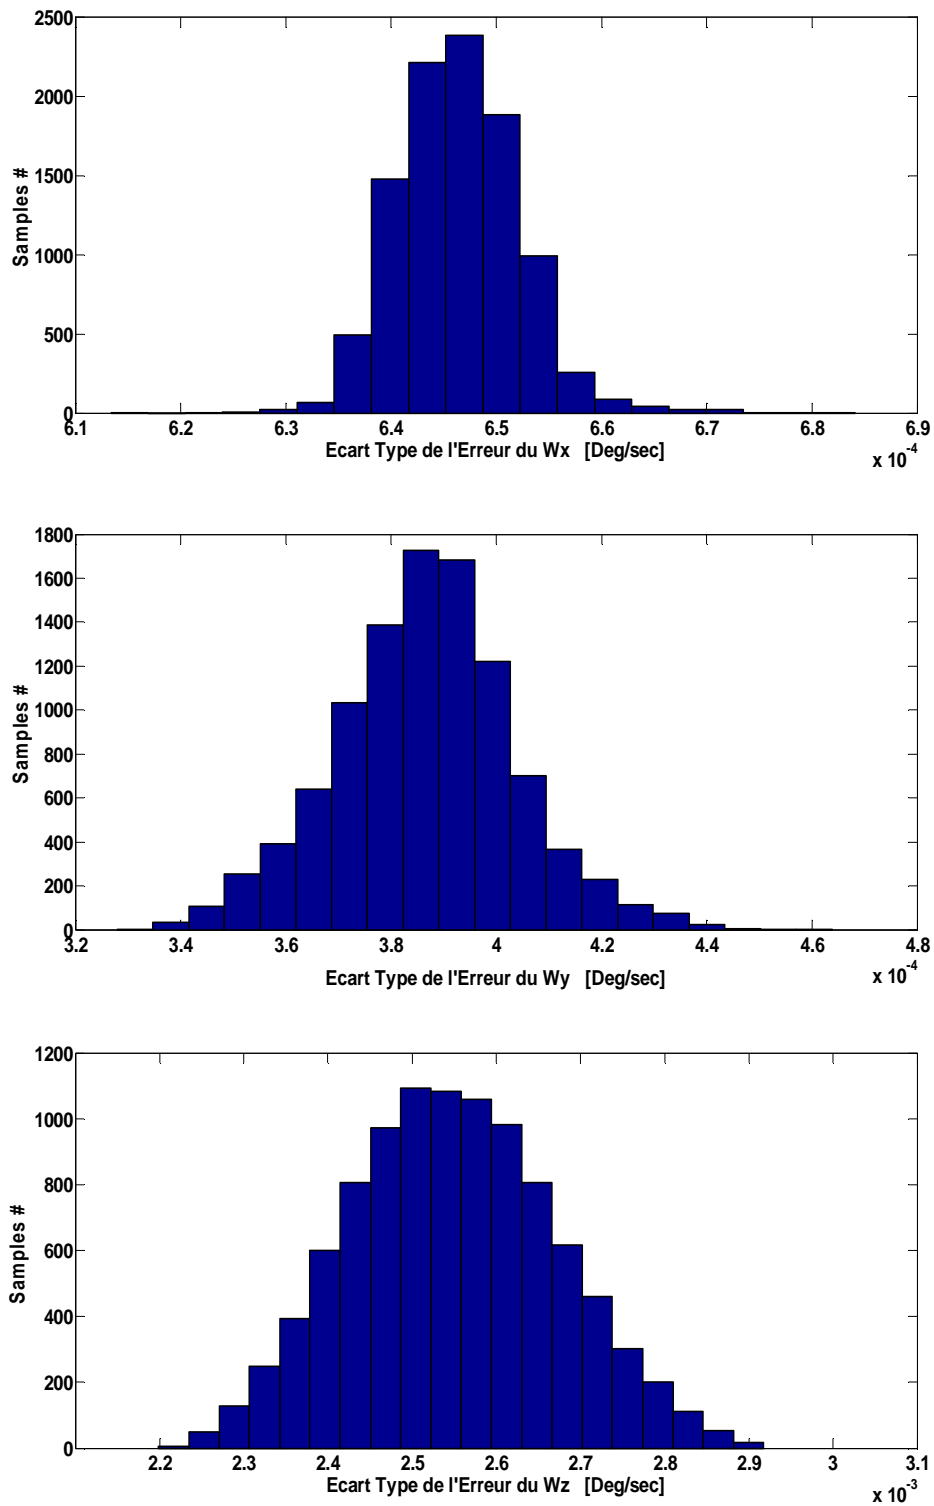 2500
2000
1500
1000
500
0
Samples #
6.1 6.2 6.3 6.4 6.5 6.6 6.7 6.8 6.9
Ecart Type de l'Erreur du Wx [Deg/sec]
x 10⁻⁴
1800
1600
1400
1200
1000
800
600
400
200
0
Samples #
3.2 3.4 3.6 3.8 4 4.2 4.4 4.6 4.8
Ecart Type de l'Erreur du Wy [Deg/sec]
x 10⁻⁴
1200
1000
800
600
400
200
0
Samples #
2.2 2.3 2.4 2.5 2.6 2.7 2.8 2.9 3 3.1
Ecart Type de l'Erreur du Wz [Deg/sec]
x 10⁻³